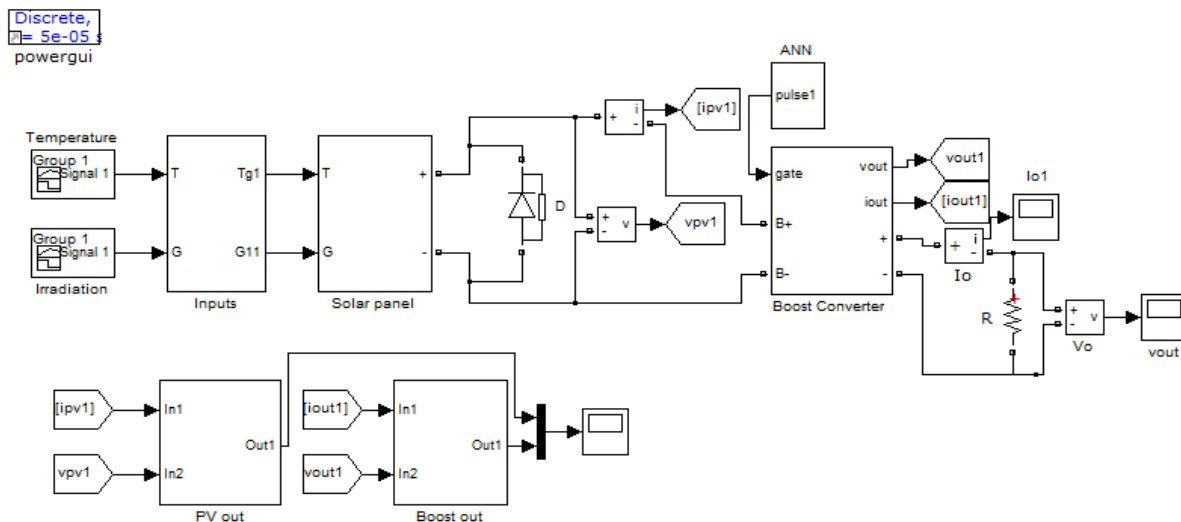 Discrete,
= 5e-05 s
powergui
Temperature
Group 1
Signal 1
Irradiation
Group 1
Signal 1
T
G
Tg1
G11
Inputs
T
G
+
-
Solar panel
D
+
i
-
[ipv1]
+
-
v
vpv1
ANN
pulse1
gate
B+
B-
vout
iout
+
-
Boost Converter
vout1
[iout1]
Io1
+
i
-
Io
R
+
-
v
Vo
vout
[ipv1]
vpv1
In1
In2
Out1
PV out
[iout1]
vout1
In1
In2
Out1
Boost out